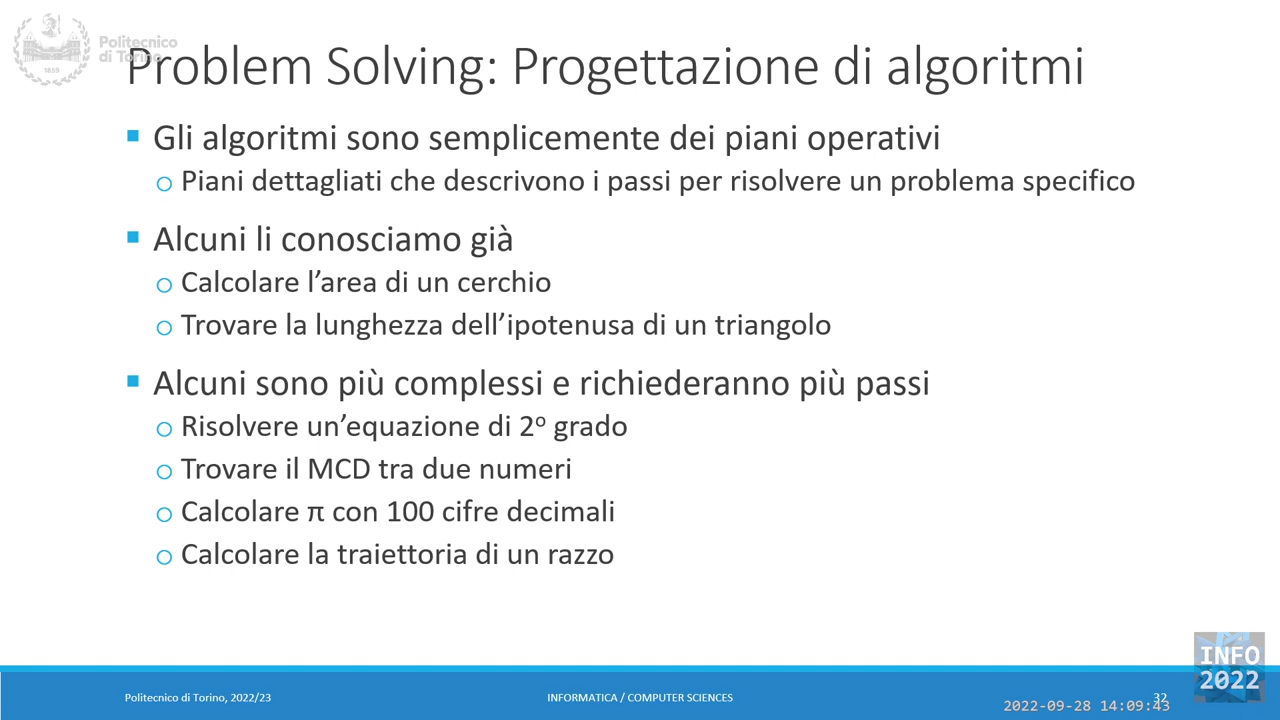 Politecnico
di Torino
1859
Problem Solving: Progettazione di algoritmi
Gli algoritmi sono semplicemente dei piani operativi
Piani dettagliati che descrivono i passi per risolvere un problema specifico
Alcuni li conosciamo già
Calcolare l’area di un cerchio
Trovare la lunghezza dell’ipotenusa di un triangolo
Alcuni sono più complessi e richiederanno più passi
Risolvere un’equazione di 2º grado
Trovare il MCD tra due numeri
Calcolare π con 100 cifre decimali
Calcolare la traiettoria di un razzo
INFO
2022
Politecnico di Torino, 2022/23
INFORMATICA / COMPUTER SCIENCES
32
2022-09-28 14:09:43